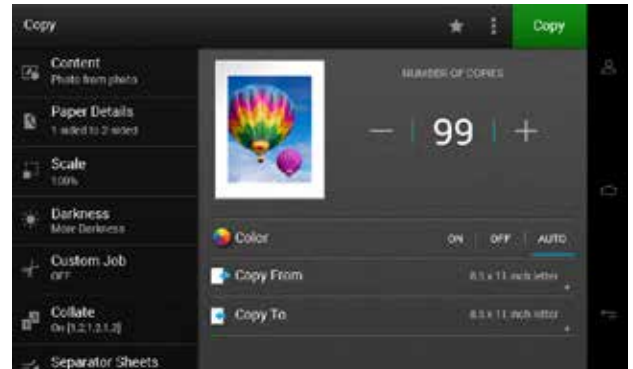 Copy
Copy
Content
Photo from photo
Paper Details
1 sided to 2 sided
Scale
100%
Darkness
More Darkness
Custom Job
OFF
Collate
On [1,2,1,2,1,2]
Separator Sheets
NUMBER OF COPIES
99
Color
ON OFF AUTO
Copy From
8.5 x 11 inch letter
Copy To
8.5 x 11 inch letter